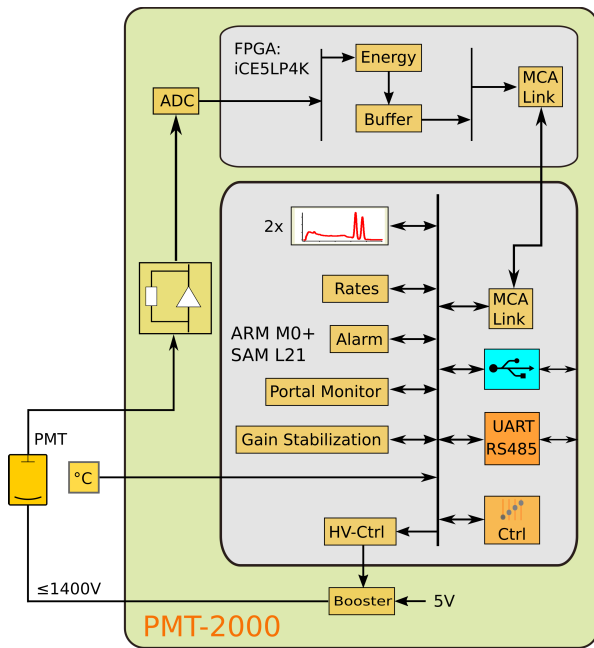 FPGA:
iCE5LP4K
Energy
MCA
Link
ADC
Buffer
2x
Rates
MCA
Link
ARM M0+
SAM L21
Alarm
Portal Monitor
UART
RS485
Gain Stabilization
PMT
°C
HV-Ctrl
Ctrl
≤1400V
Booster
5V
PMT-2000